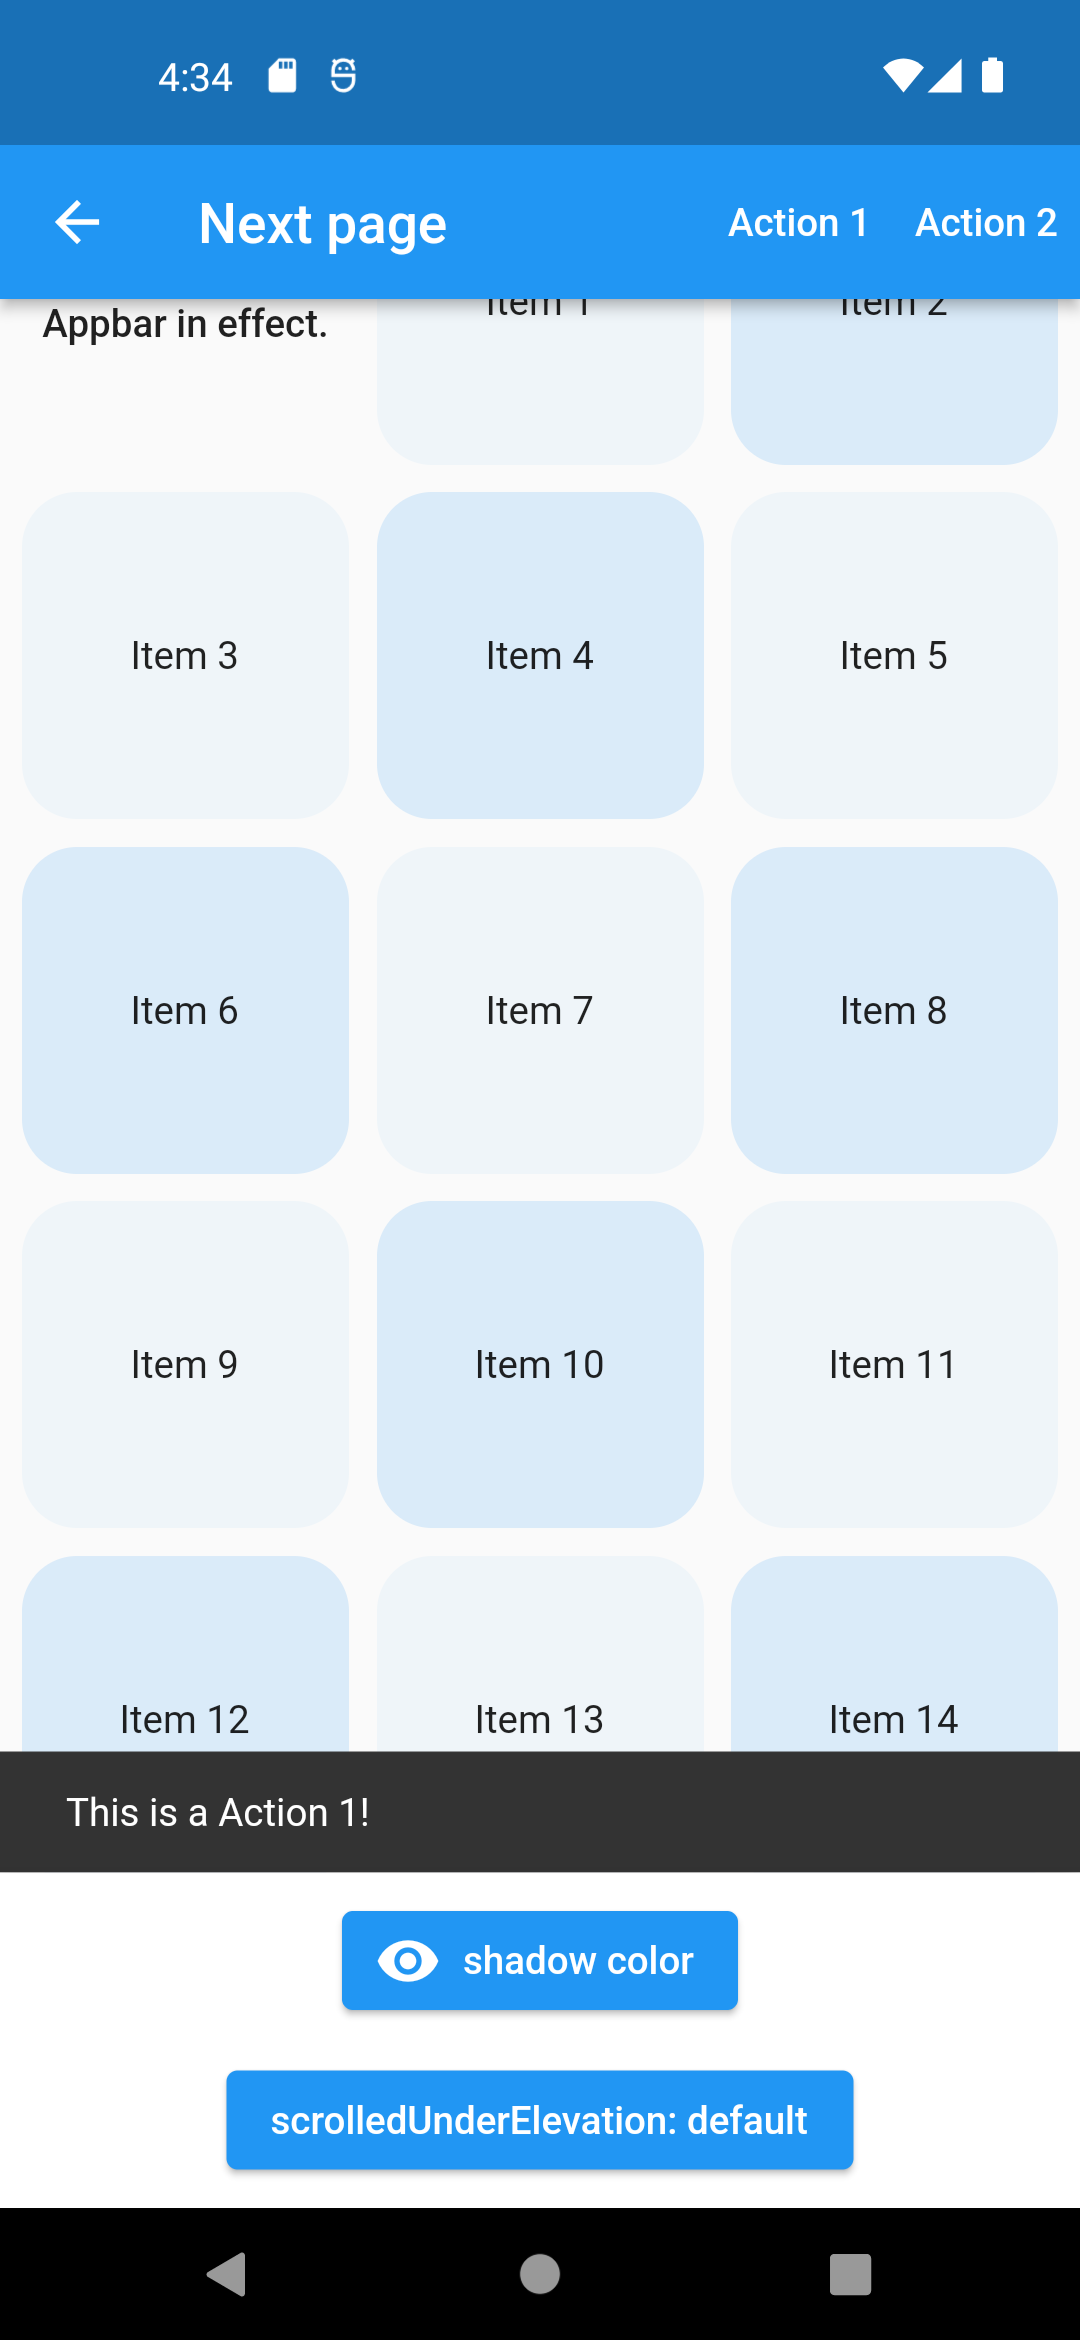 4:34
Next page
Action 1
Action 2
Appbar in effect.
Item 1
Item 2
Item 3
Item 4
Item 5
Item 6
Item 7
Item 8
Item 9
Item 10
Item 11
Item 12
Item 13
Item 14
This is a Action 1!
shadow color
scrolledUnderElevation: default